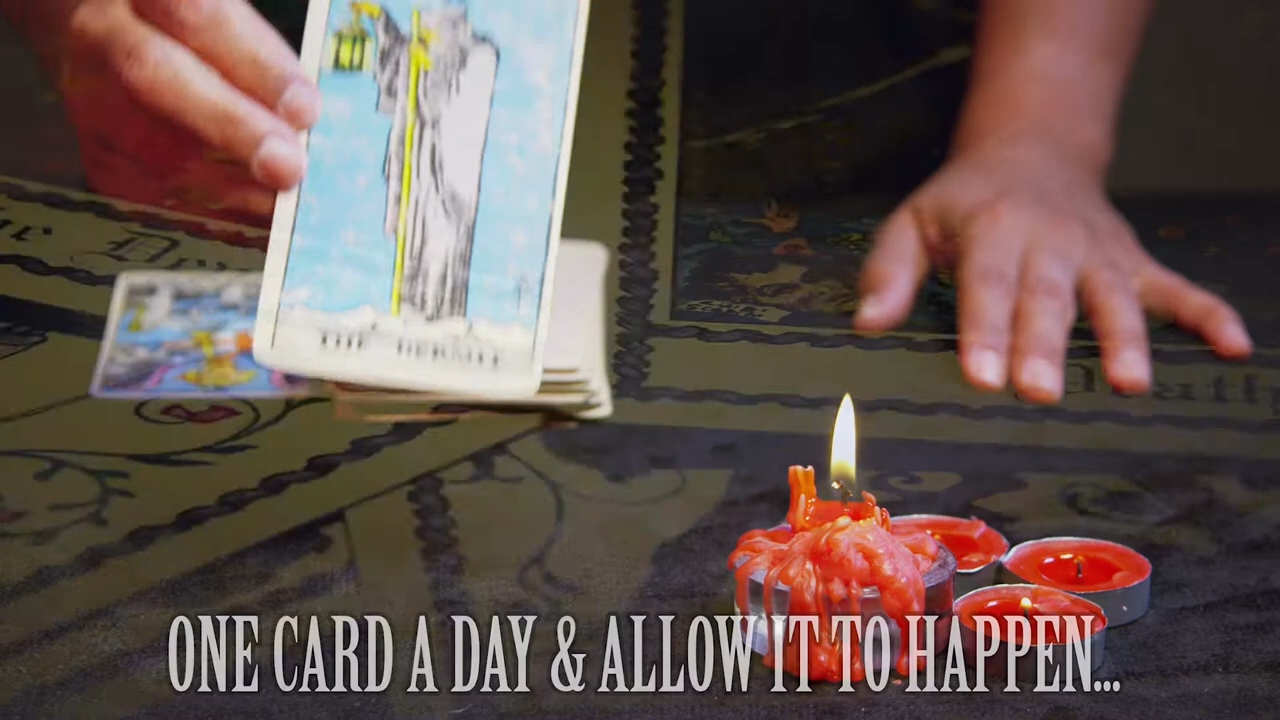 THE HERMIT
ONE CARD A DAY & ALLOW IT TO HAPPEN...